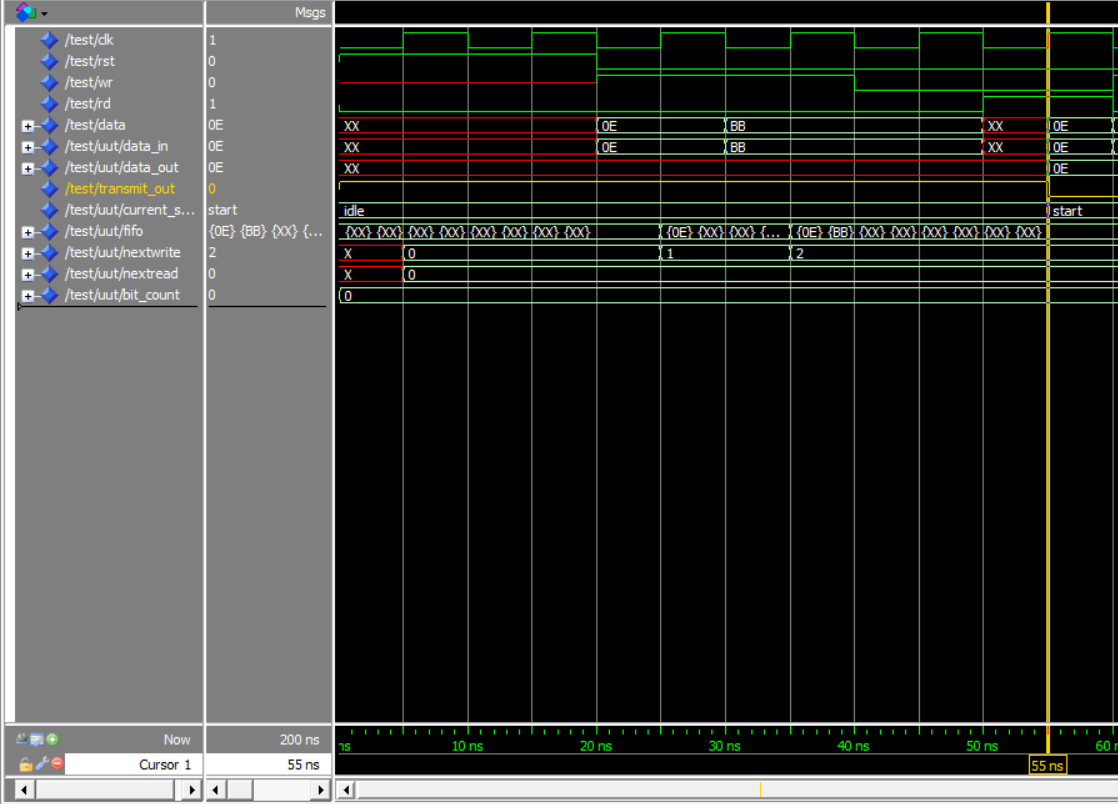 Msgs
/test/clk 1
/test/rst 0
/test/wr 0
/test/rd 1
/test/data 0E XX 0E BB XX 0E
/test/uut/data_in 0E XX 0E BB XX 0E
/test/uut/data_out 0E XX 0E
/test/transmit_out 0
/test/uut/current_s... start idle start
/test/uut/fifo {0E} {BB} {XX} {... {XX} {XX} {XX} {XX} {XX} {XX} {XX} {XX} {0E} {XX} {XX} {... {0E} {BB} {XX} {XX} {XX} {XX} {XX} {XX}
/test/uut/nextwrite 2 X 0 1 2
/test/uut/nextread 0 X 0
/test/uut/bit_count 0 0
Now 200 ns ns 10 ns 20 ns 30 ns 40 ns 50 ns 60 n
Cursor 1 55 ns 55 ns